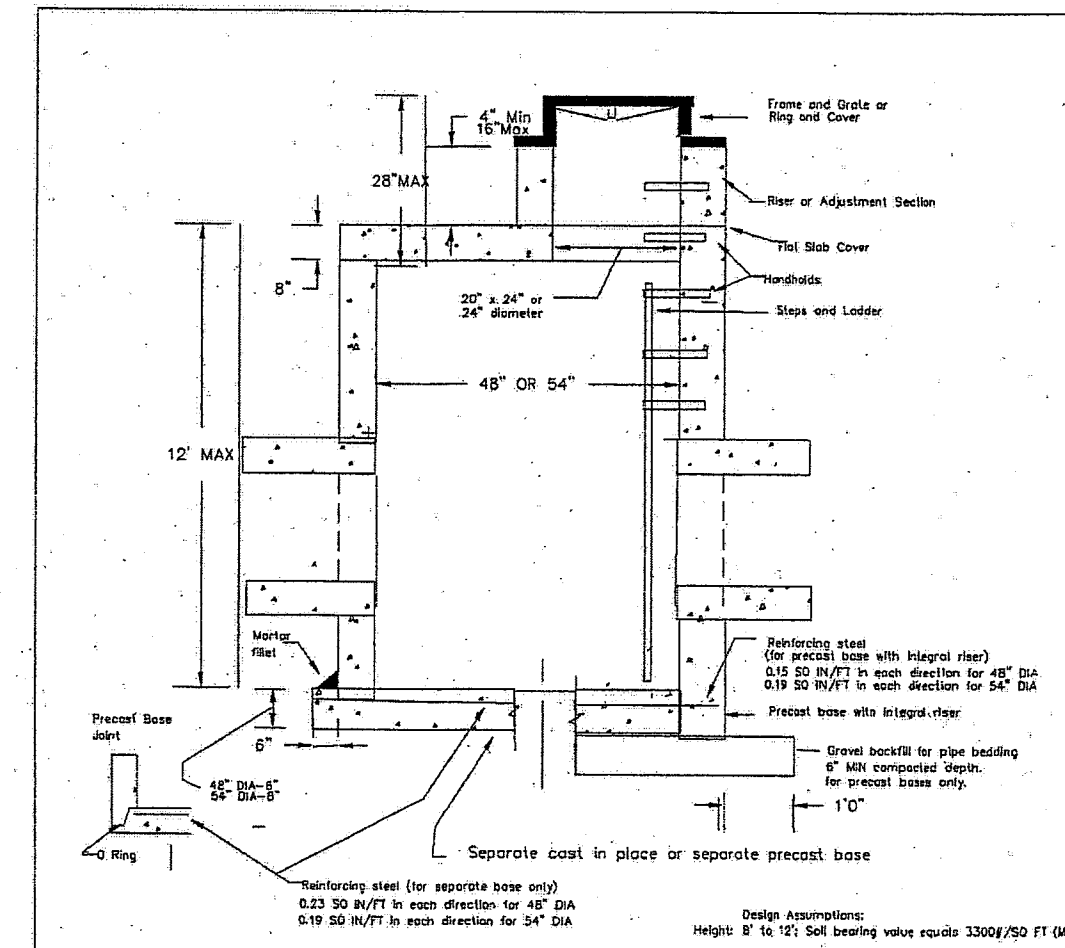 4" Min
16"Max
Frame and Grate or
Ring and Cover
28"MAX
Riser or Adjustment Section
Slab Cover
8"
Handholds
20" x 24" or
24" diameter
Steps and Ladder
48" OR 54"
12' MAX
Mortar
fillet
Reinforcing steel
(for precast base with integral riser)
0.15 SQ IN/FT in each direction for 48" DIA
0.19 SQ IN/FT in each direction for 54" DIA
Precast Base
Joint
Precast base with integral riser
6"
Gravel backfill for pipe bedding
6" MIN compacted depth.
for precast bases only.
48" DIA-6"
54" DIA-8"
1'0"
O Ring
Separate cast in place or separate precast base
Reinforcing steel (for separate base only)
0.23 SQ IN/FT in each direction for 48" DIA
0.19 SQ IN/FT in each direction for 54" DIA
Design Assumptions:
Height: 8' to 12'; Soil bearing value equals 3300#/SQ FT (M